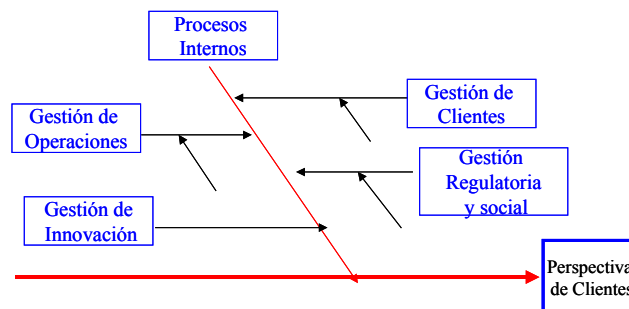 Procesos
Internos
Gestión de
Clientes
Gestión de
Operaciones
Gestión
Regulatoria
y social
Gestión de
Innovación
Perspectiva
de Clientes